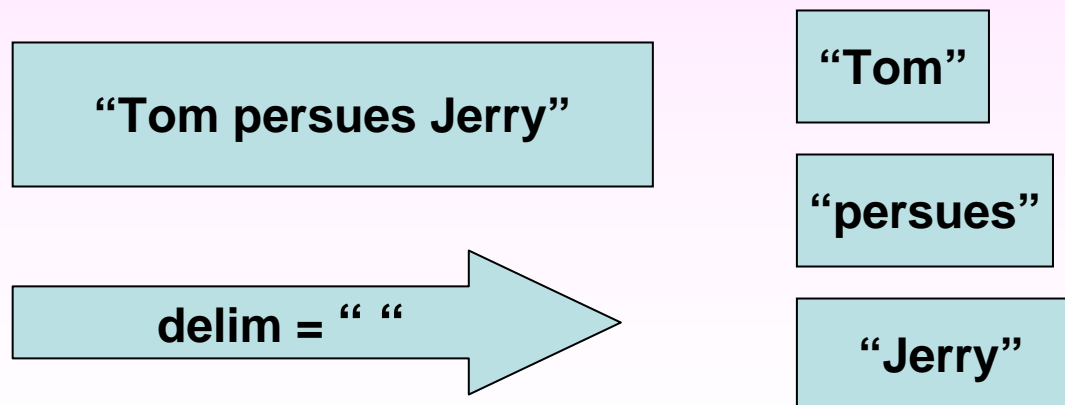 “Tom persues Jerry”
delim = “ “
“Tom”
“persues”
“Jerry”